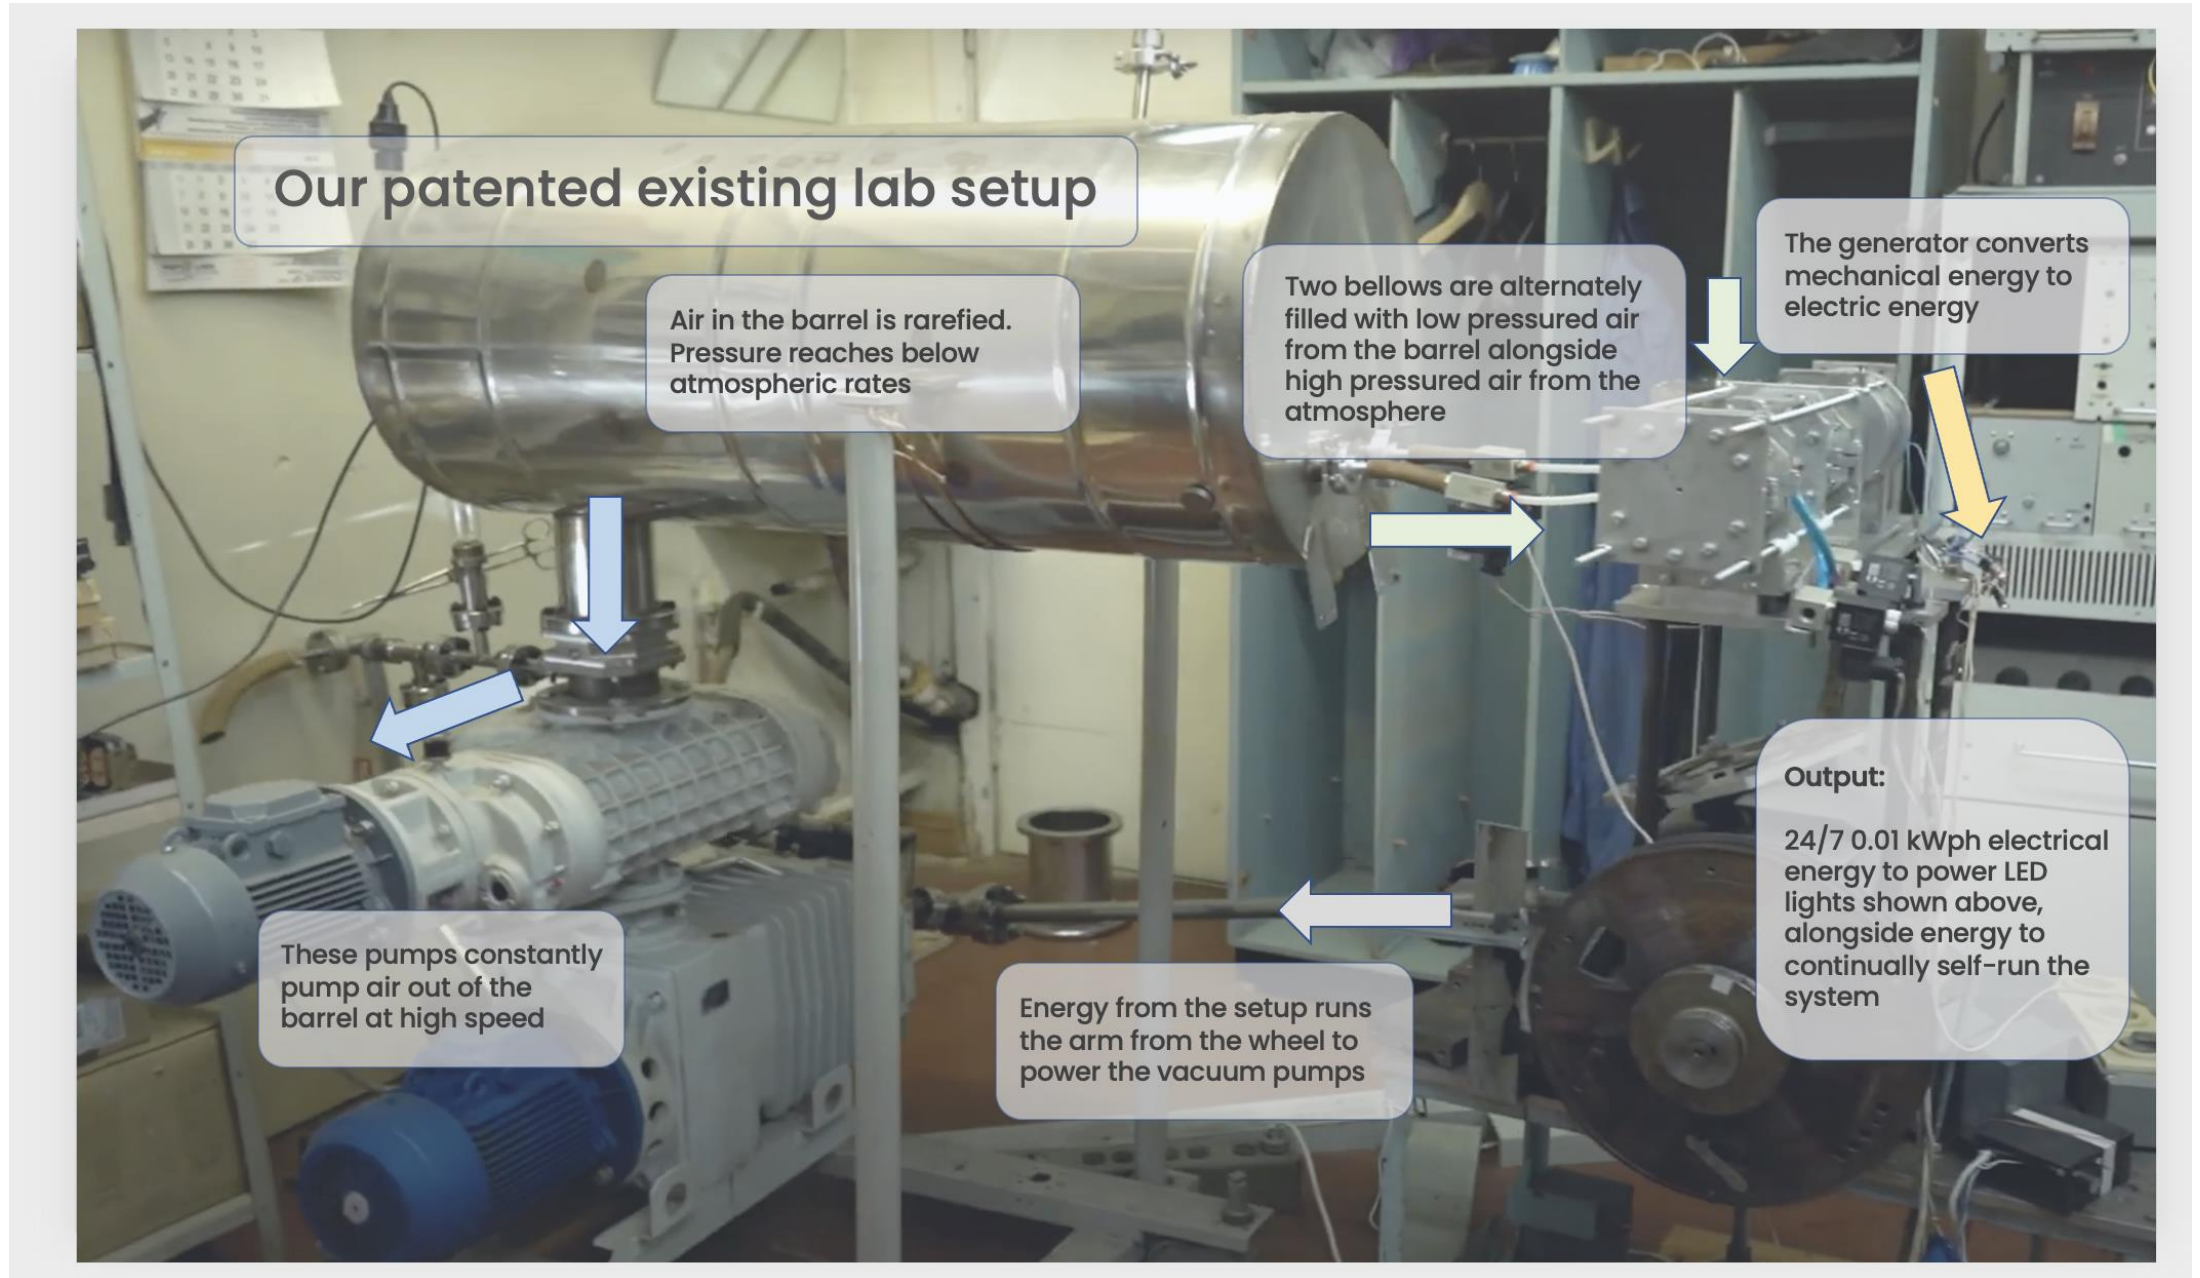 Our patented existing lab setup
Air in the barrel is rarefied.
Pressure reaches below
atmospheric rates
Two bellows are alternately
filled with low pressured air
from the barrel alongside
high pressured air from the
atmosphere
The generator converts
mechanical energy to
electric energy
These pumps constantly
pump air out of the
barrel at high speed
Energy from the setup runs
the arm from the wheel to
power the vacuum pumps
Output:
24/7 0.01 kWph electrical
energy to power LED
lights shown above,
alongside energy to
continually self-run the
system